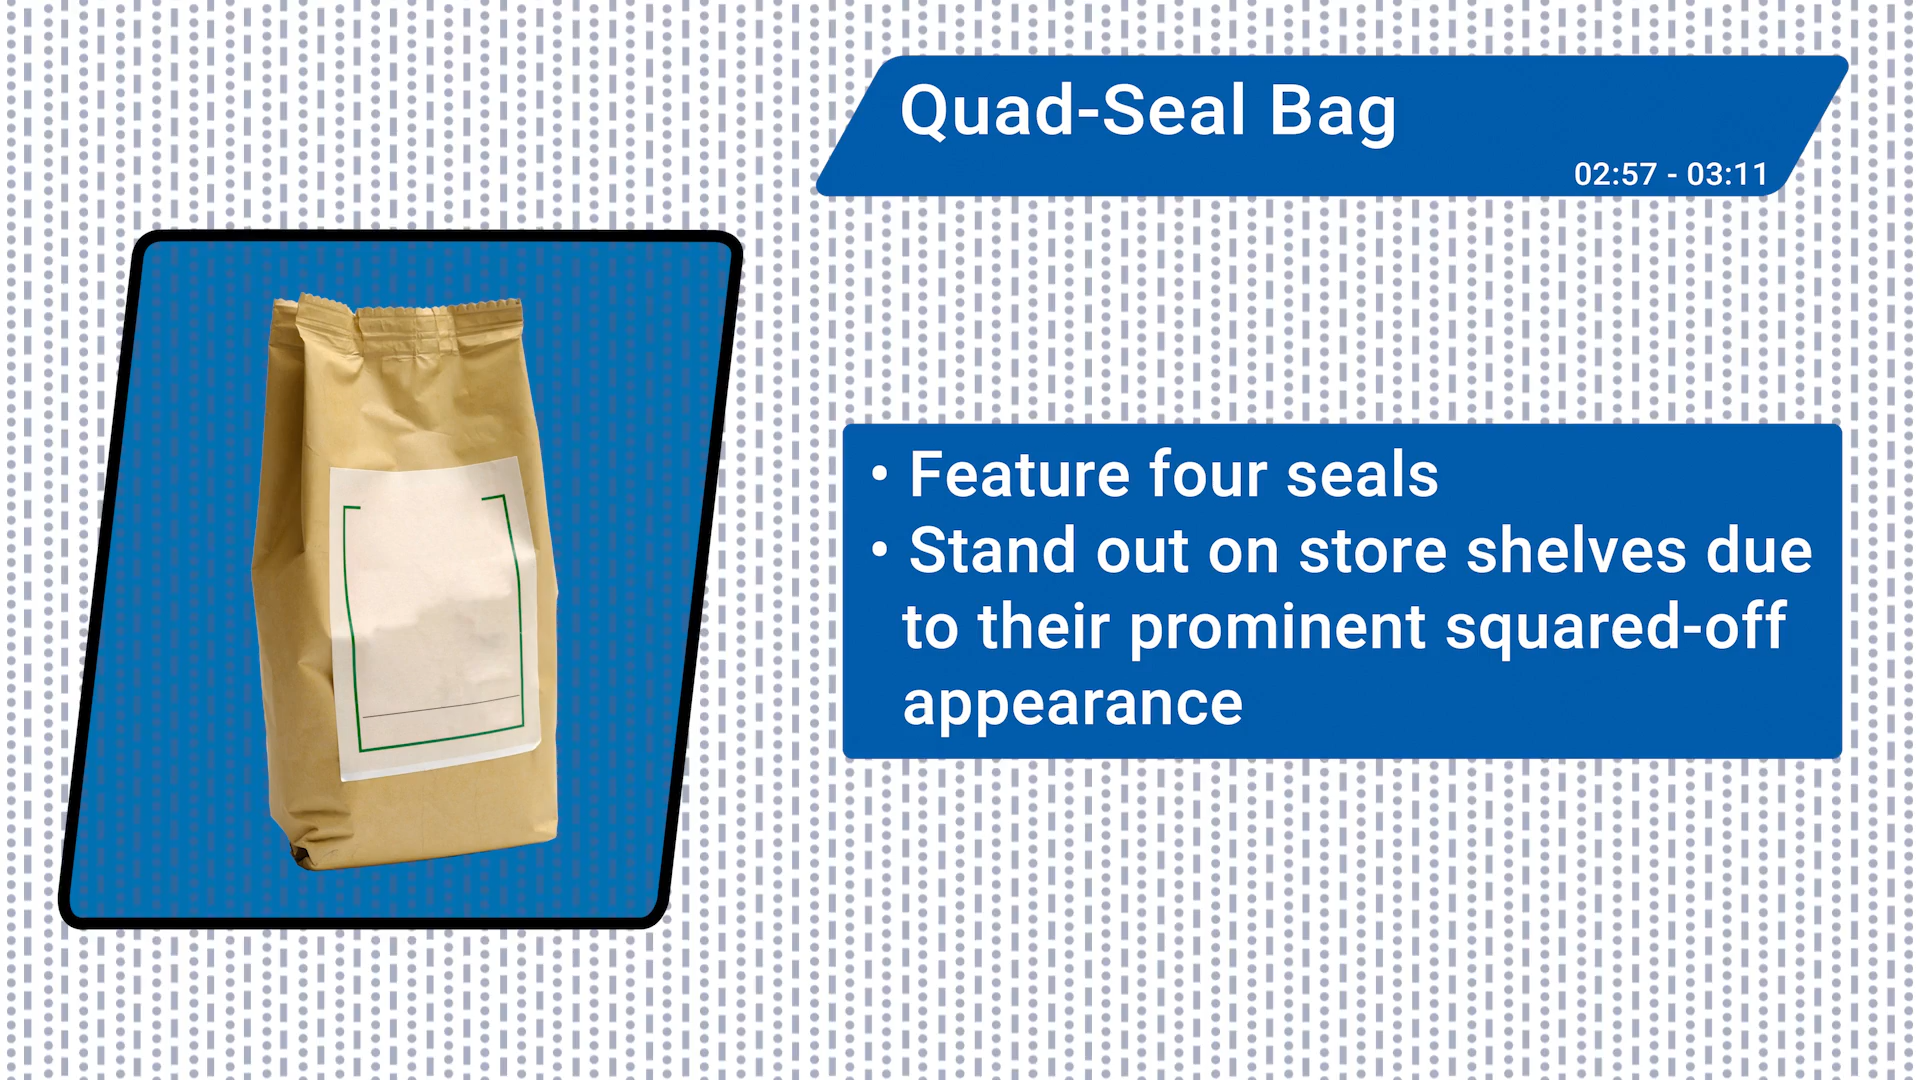 Quad-Seal Bag
02:57 - 03:11
• Feature four seals
• Stand out on store shelves due
to their prominent squared-off
appearance